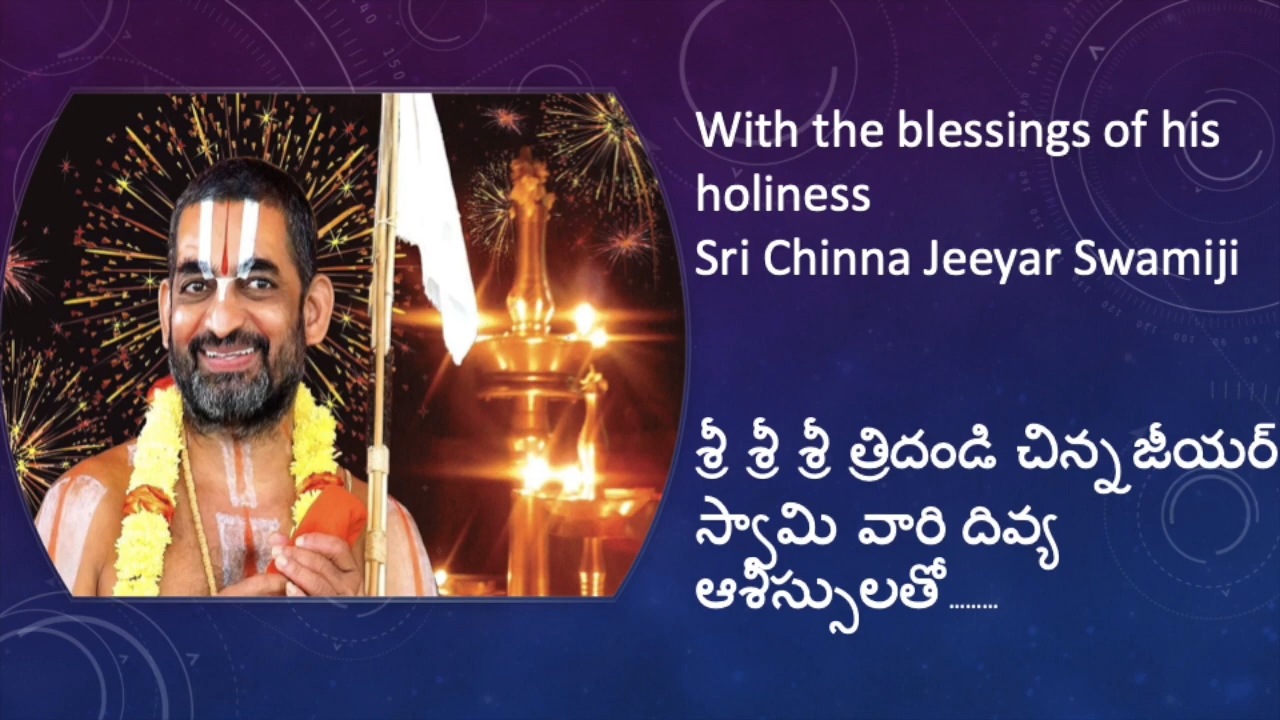 With the blessings of his
holiness
Sri Chinna Jeeyar Swamiji
శ్రీ శ్రీ శ్రీ త్రిదండి చిన్న జీయర్
స్వామి వారి దివ్య
ఆశీస్సులతో .........